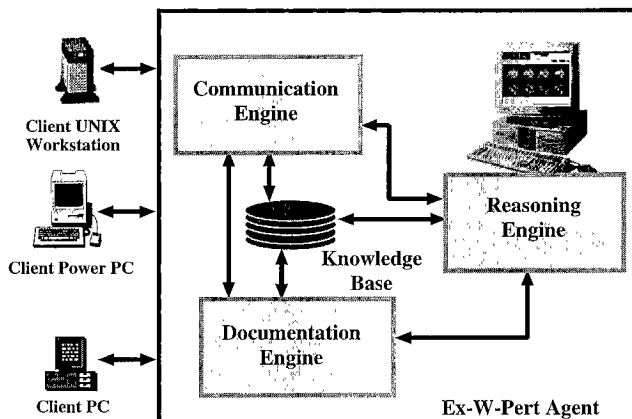 Communication
Engine
Client UNIX
Workstation
Reasoning
Engine
Client Power PC
Knowledge
Base
Documentation
Engine
Client PC
Ex-W-Pert Agent